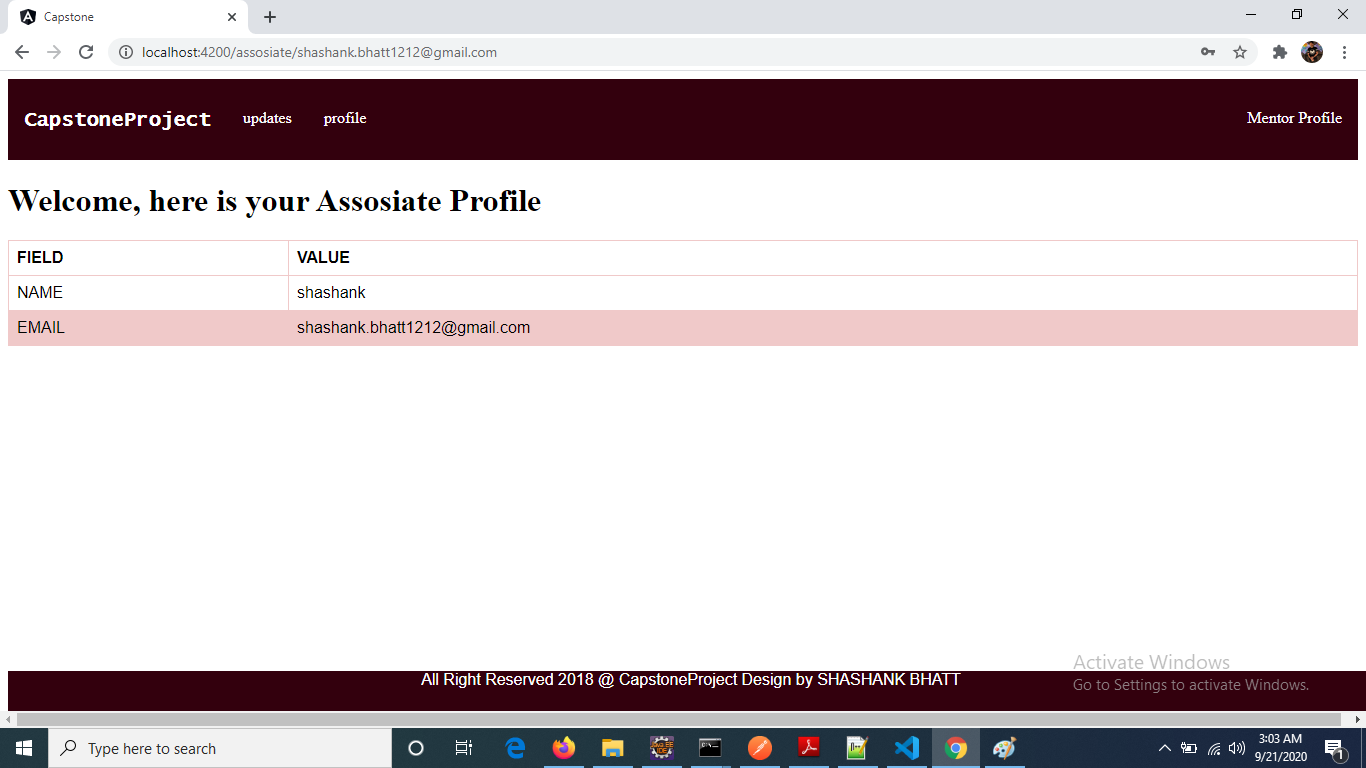 Capstone
localhost:4200/assosiate/shashank.bhatt1212@gmail.com
CapstoneProject updates profile Mentor Profile
Welcome, here is your Assosiate Profile
FIELD VALUE
NAME shashank
EMAIL shashank.bhatt1212@gmail.com
Activate Windows
All Right Reserved 2018 @ CapstoneProject Design by SHASHANK BHATT
Go to Settings to activate Windows.
Type here to search
3:03 AM
9/21/2020
1